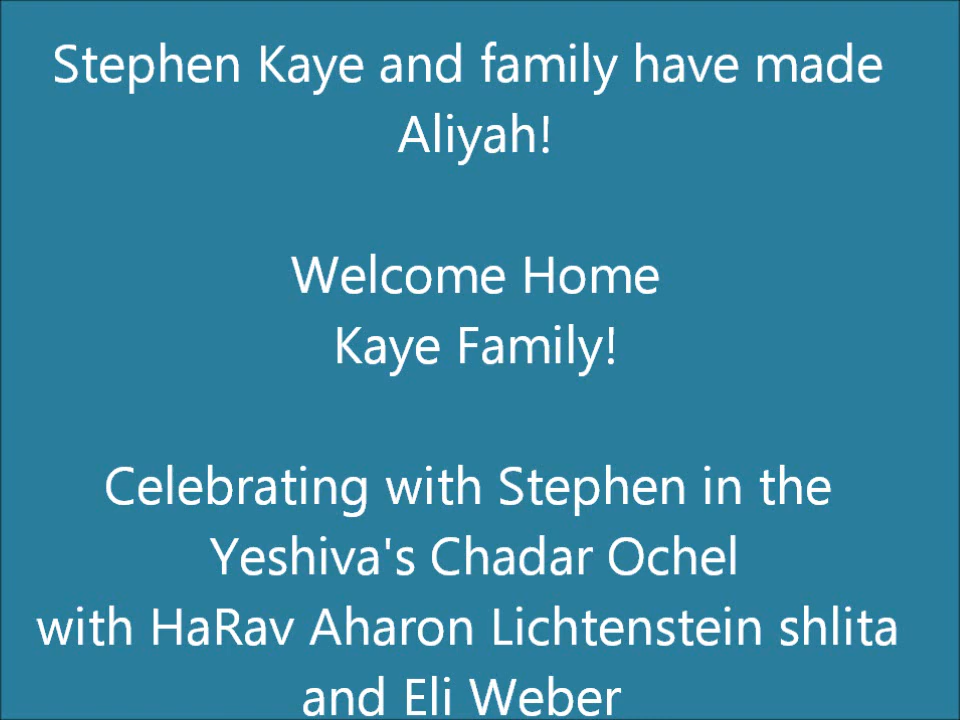 Stephen Kaye and family have made
Aliyah!
Welcome Home
Kaye Family!
Celebrating with Stephen in the
Yeshiva's Chadar Ochel
with HaRav Aharon Lichtenstein shlita
and Eli Weber